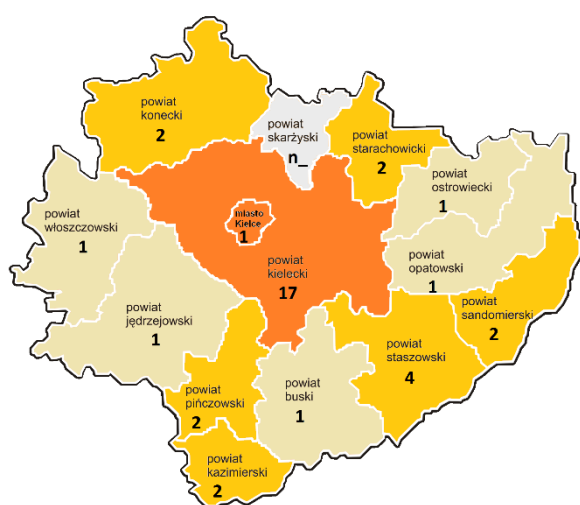 powiat
konecki
2
powiat
skarżyski
n_
powiat
starachowicki
2
powiat
ostrowiecki
1
powiat
włoszczowski
1
miasto
Kielce
1
powiat
kielecki
17
powiat
opatowski
1
powiat
sandomierski
2
powiat
jędrzejowski
1
powiat
staszowski
4
powiat
pińczowski
2
powiat
buski
1
powiat
kazimierski
2